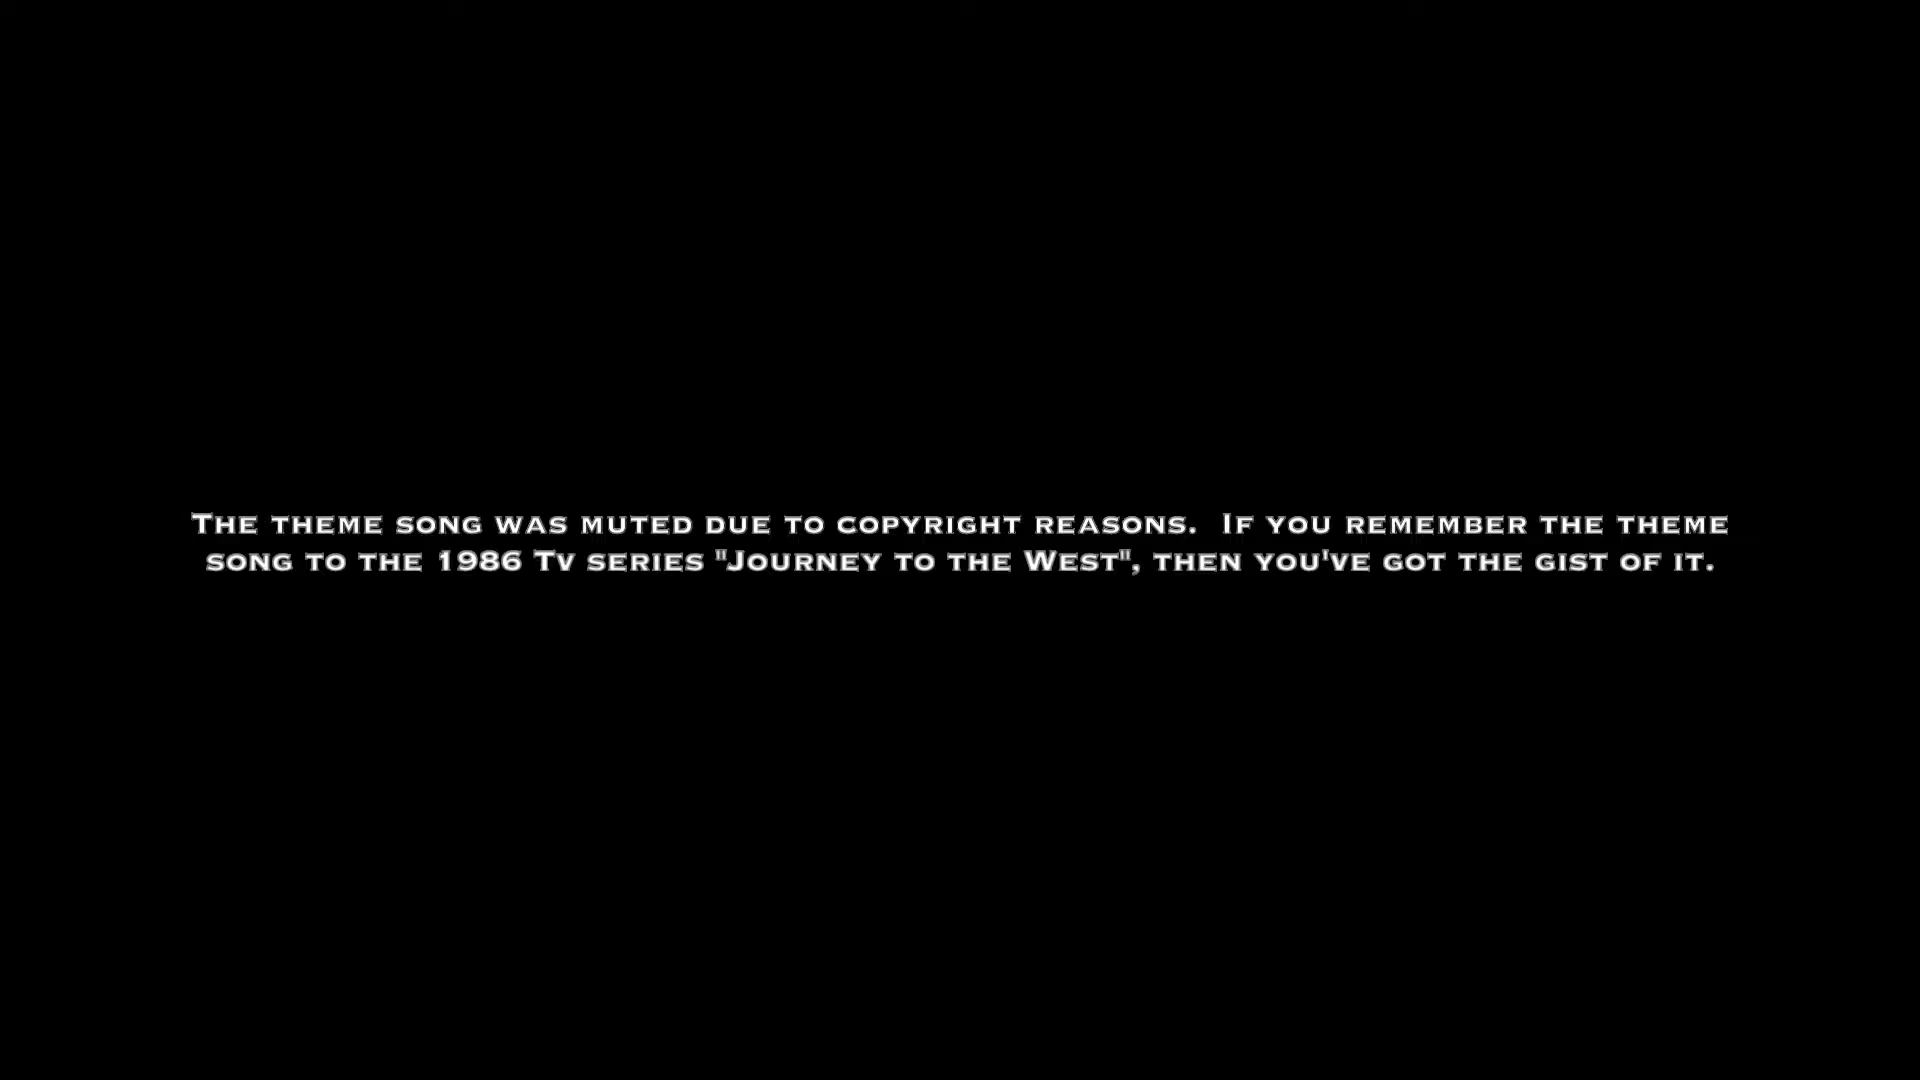 The theme song was muted due to copyright reasons.  If you remember the theme
song to the 1986 Tv series "Journey to the West", then you've got the gist of it.